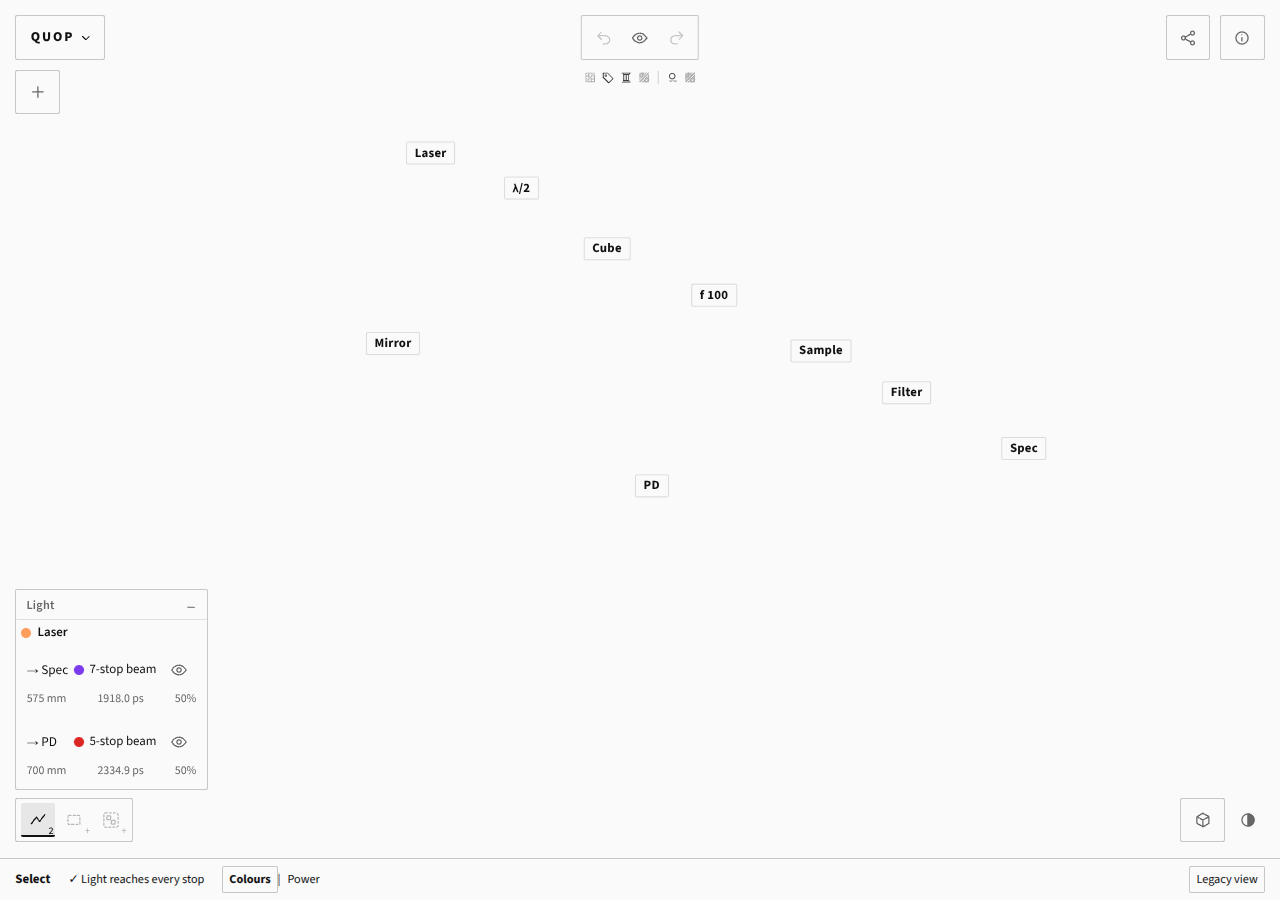 QUOP
Laser
λ/2
Cube
f 100
Mirror
Sample
Filter
Spec
PD
Light
Laser
→ Spec 7-stop beam
575 mm 1918.0 ps 50%
→ PD 5-stop beam
700 mm 2334.9 ps 50%
2
Select ✓ Light reaches every stop Colours | Power Legacy view